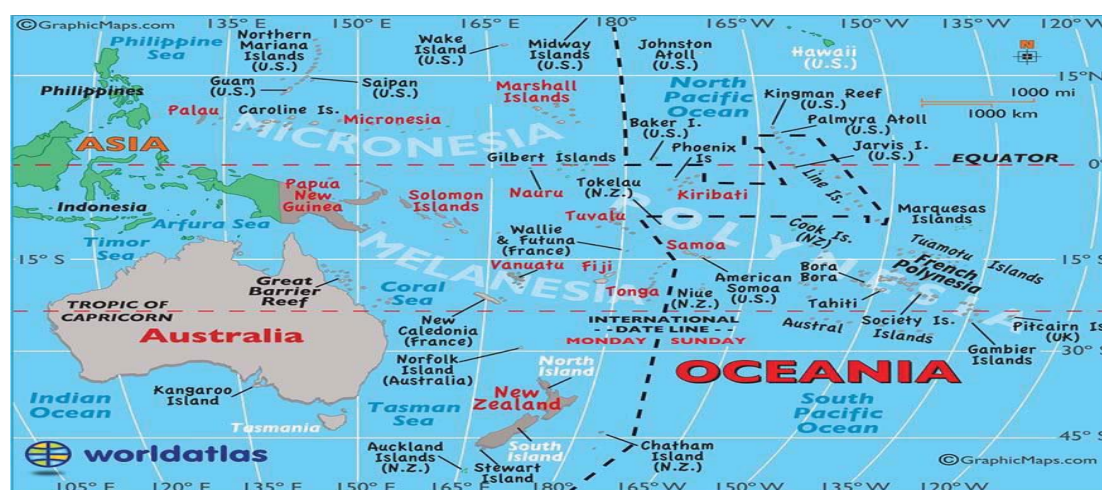 ©GraphicMaps.com
135° E
150° E
165° E
180°
165° W
150° W
135° W
120° W
©GraphicMaps.com
Philippine
Sea
Northern
Mariana
Islands
(U.S.)
Wake
Island
(U.S.)
Midway
Islands
(U.S.)
Johnston
Atoll
(U.S.)
Hawaii
(U.S.)
N
Guam
(U.S.)
Saipan
(U.S.)
15°N
Philippines
Palau
Caroline Is.
Micronesia
Marshall
Islands
North
Pacific
Ocean
Kingman Reef
(U.S.)
1000 mi
1000 km
Palmyra Atoll
(U.S.)
MICRONESIA
Baker I.
(U.S.)
Phoenix
Is
Jarvis I.
(U.S.)
ASIA
EQUATOR
0°
Gilbert Islands
Line Is.
Papua
New
Guinea
Solomon
Islands
Nauru
Tokelau
(N.Z.)
Kiribati
Indonesia
Arfura Sea
Tuvalu
POLYNESIA
Cook Is.
(NZ)
Marquesas
Islands
Timor
Sea
MELANESIA
Wallie
& Futuna
(France)
Samoa
Tuamotu Islands
15° S
15° S
Great
Barrier
Reef
Coral
Sea
Vanuatu
Fiji
Tonga
Niue
(N.Z.)
American
Somoa
(U.S.)
Bora
Bora
Tahiti
French
Polynesia
TROPIC OF
CAPRICORN
Australia
New
Caledonia
(France)
INTERNATIONAL
- - DATE LINE - -
MONDAY
SUNDAY
Austral
Islands
Society Is.
Gambier
Islands
Pitcairn Is
(UK)
30° S
Norfolk
Island
(Australia)
North
Island
OCEANIA
Kangaroo
Island
Indian
Ocean
Tasmania
Tasman
Sea
New
Zealand
South
Pacific
Ocean
South
Island
45° S
45° S
worldatlas
Auckland
Islands
(N.Z.)
Stewart
Island
Chatham
Island
(N.Z.)
©GraphicMaps.com
105° E
120° E
135° E
150° E
165° E
180°
165° W
150° W
135° W
120° W